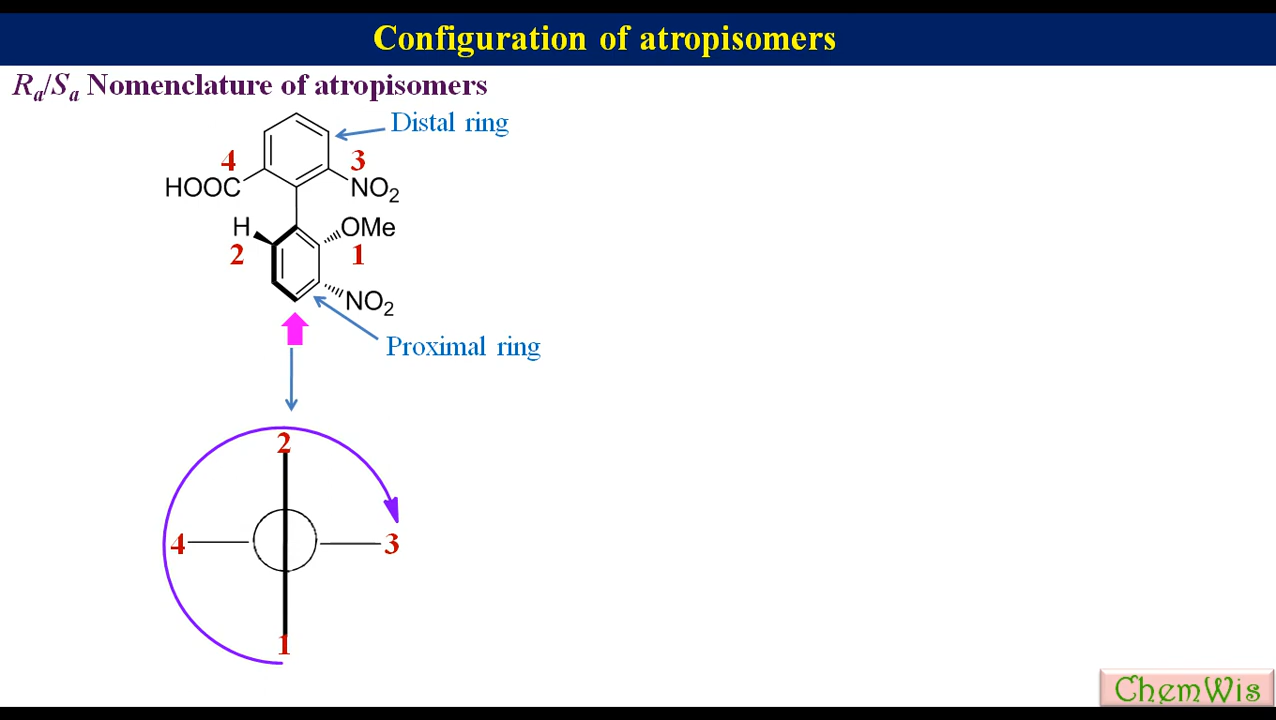 Configuration of atropisomers
Ra/Sa Nomenclature of atropisomers
Distal ring
4 3
HOOC NO2
H OMe
2 1
NO2
Proximal ring
2
4 3
1
ChemWis